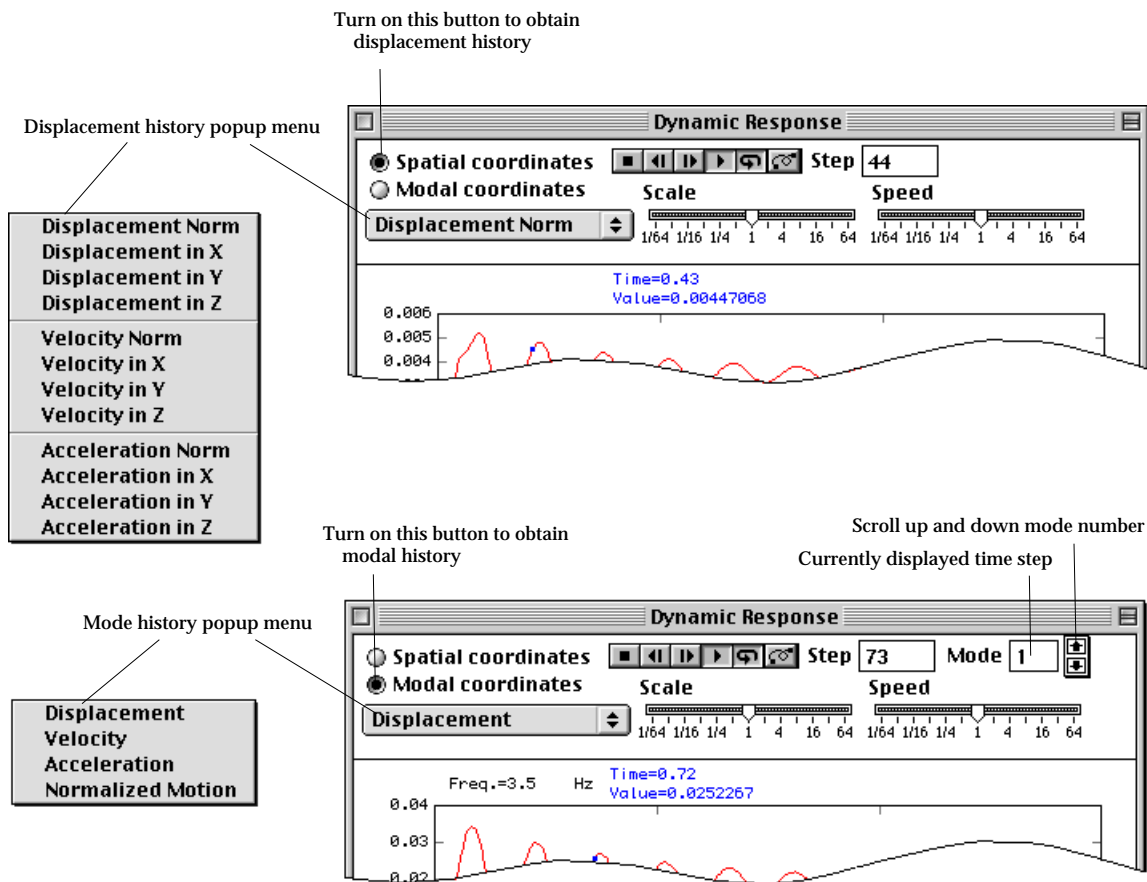 Turn on this button to obtain
displacement history
Displacement history popup menu
Dynamic Response
Spatial coordinates
Step 44
Modal coordinates
Scale
Speed
Displacement Norm
1/64 1/16 1/4 1 4 16 64
1/64 1/16 1/4 1 4 16 64
Time=0.43
Value=0.00447068
0.006
0.005
0.004
Displacement Norm
Displacement in X
Displacement in Y
Displacement in Z
Velocity Norm
Velocity in X
Velocity in Y
Velocity in Z
Acceleration Norm
Acceleration in X
Acceleration in Y
Acceleration in Z
Turn on this button to obtain
modal history
Scroll up and down mode number
Currently displayed time step
Mode history popup menu
Dynamic Response
Spatial coordinates
Step 73
Mode 1
Modal coordinates
Scale
Speed
Displacement
1/64 1/16 1/4 1 4 16 64
1/64 1/16 1/4 1 4 16 64
Freq.=3.5 Hz
Time=0.72
Value=0.0252267
0.04
0.03
0.02
Displacement
Velocity
Acceleration
Normalized Motion